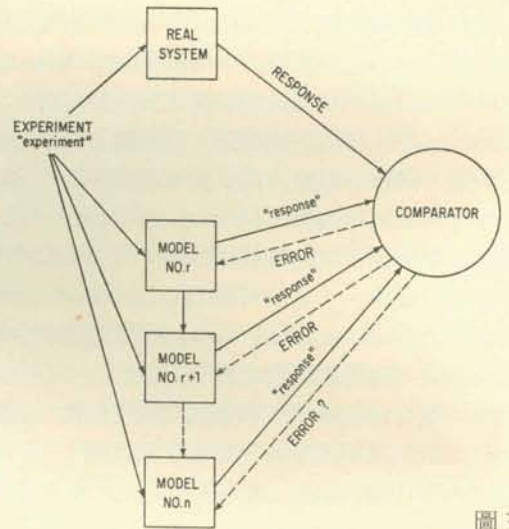 REAL
SYSTEM
RESPONSE
EXPERIMENT
"experiment"
COMPARATOR
"response"
MODEL
NO.r
ERROR
"response"
MODEL
NO. r+1
ERROR
"response"
MODEL
NO.n
ERROR ?
圖